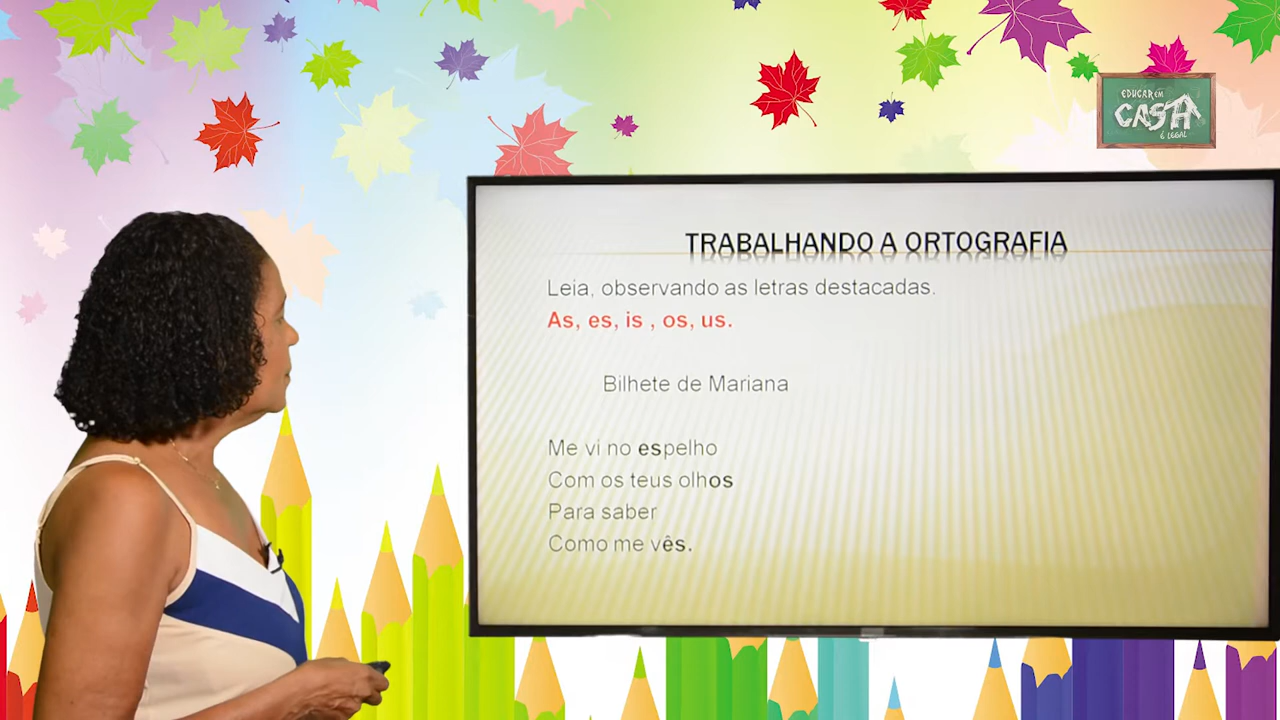 EDUCAR EM
CASA
É LEGAL
TRABALHANDO A ORTOGRAFIA
Leia, observando as letras destacadas.
As, es, is , os, us.
Bilhete de Mariana
Me vi no espelho
Com os teus olhos
Para saber
Como me vês.